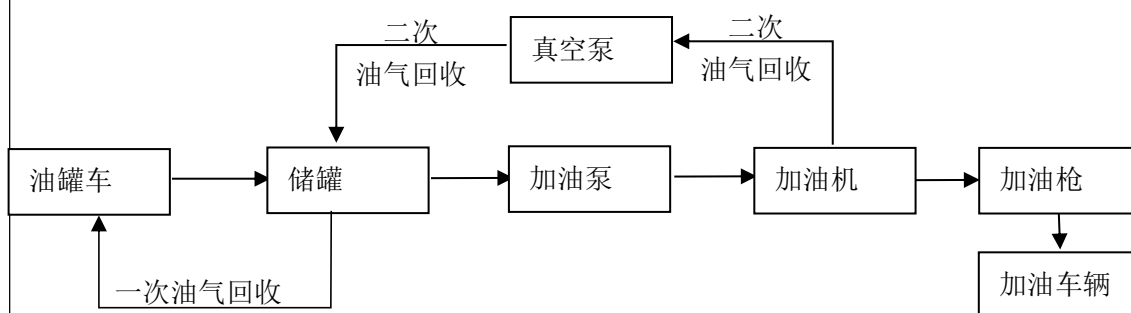 二次
油气回收
真空泵
二次
油气回收
油罐车
储罐
加油泵
加油机
加油枪
一次油气回收
加油车辆